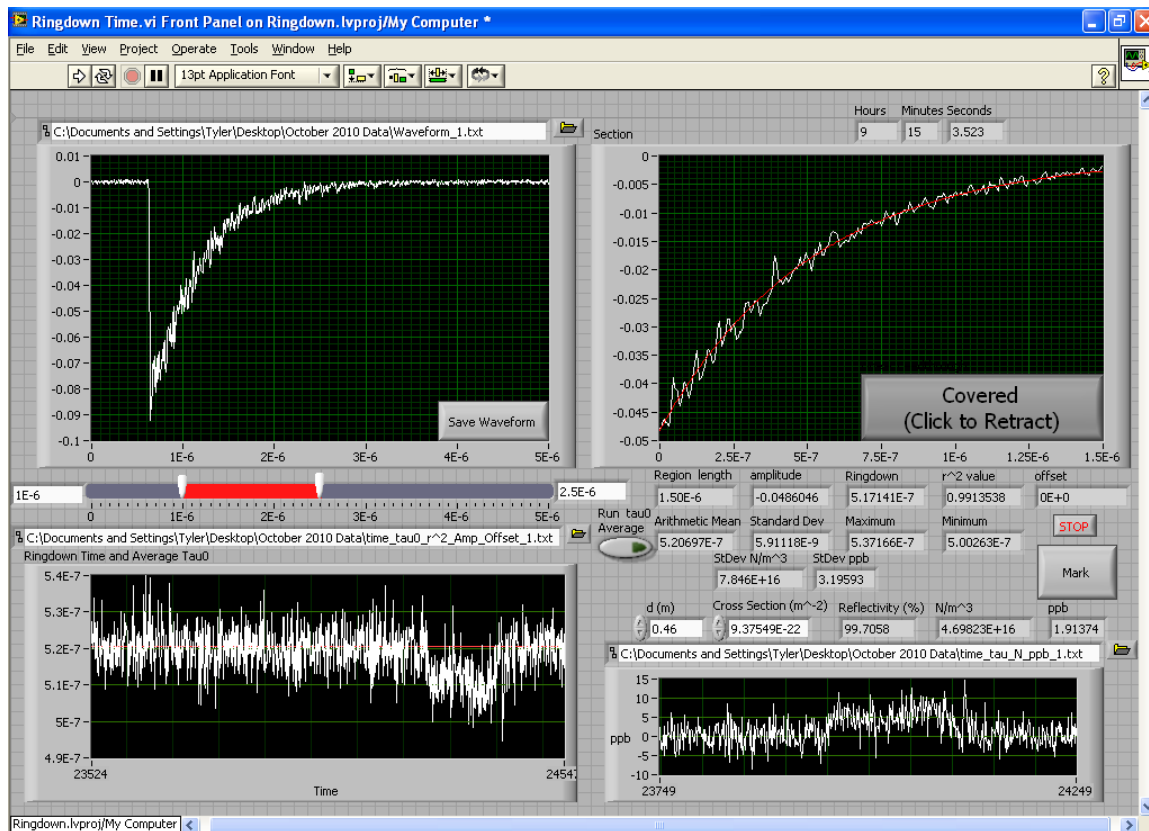 Ringdown Time.vi Front Panel on Ringdown.lvproj/My Computer *
File Edit View Project Operate Tools Window Help
13pt Application Font
C:\Documents and Settings\Tyler\Desktop\October 2010 Data\Waveform_1.txt
0.01
0
-0.01
-0.02
-0.03
-0.04
-0.05
-0.06
-0.07
-0.08
-0.09
-0.1
0 1E-6 2E-6 3E-6 4E-6 5E-6
Save Waveform
Hours Minutes Seconds
9 15 3.523
Section
0
-0.005
-0.01
-0.015
-0.02
-0.025
-0.03
-0.035
-0.04
-0.045
-0.05
0 2.5E-7 5E-7 7.5E-7 1E-6 1.25E-6 1.5E-6
Covered
(Click to Retract)
1E-6
2.5E-6
0 1E-6 2E-6 3E-6 4E-6 5E-6
Region length amplitude Ringdown r^2 value offset
1.50E-6 -0.0486046 5.17141E-7 0.9913538 0E+0
Run tau0
Average
Arithmetic Mean Standard Dev Maximum Minimum
5.20697E-7 5.91118E-9 5.37166E-7 5.00263E-7
STOP
StDev N/m^3 StDev ppb
7.846E+16 3.19593
Mark
d (m) Cross Section (m^-2) Reflectivity (%) N/m^3 ppb
0.46 9.37549E-22 99.7058 4.69823E+16 1.91374
C:\Documents and Settings\Tyler\Desktop\October 2010 Data\time_tau0_r^2_Amp_Offset_1.txt
Ringdown Time and Average Tau0
5.4E-7
5.3E-7
5.2E-7
5.1E-7
5E-7
4.9E-7
23524 24547
Time
C:\Documents and Settings\Tyler\Desktop\October 2010 Data\time_tau_N_ppb_1.txt
15
10
5
0
-5
-10
ppb
23749 24249
Ringdown.lvproj/My Computer